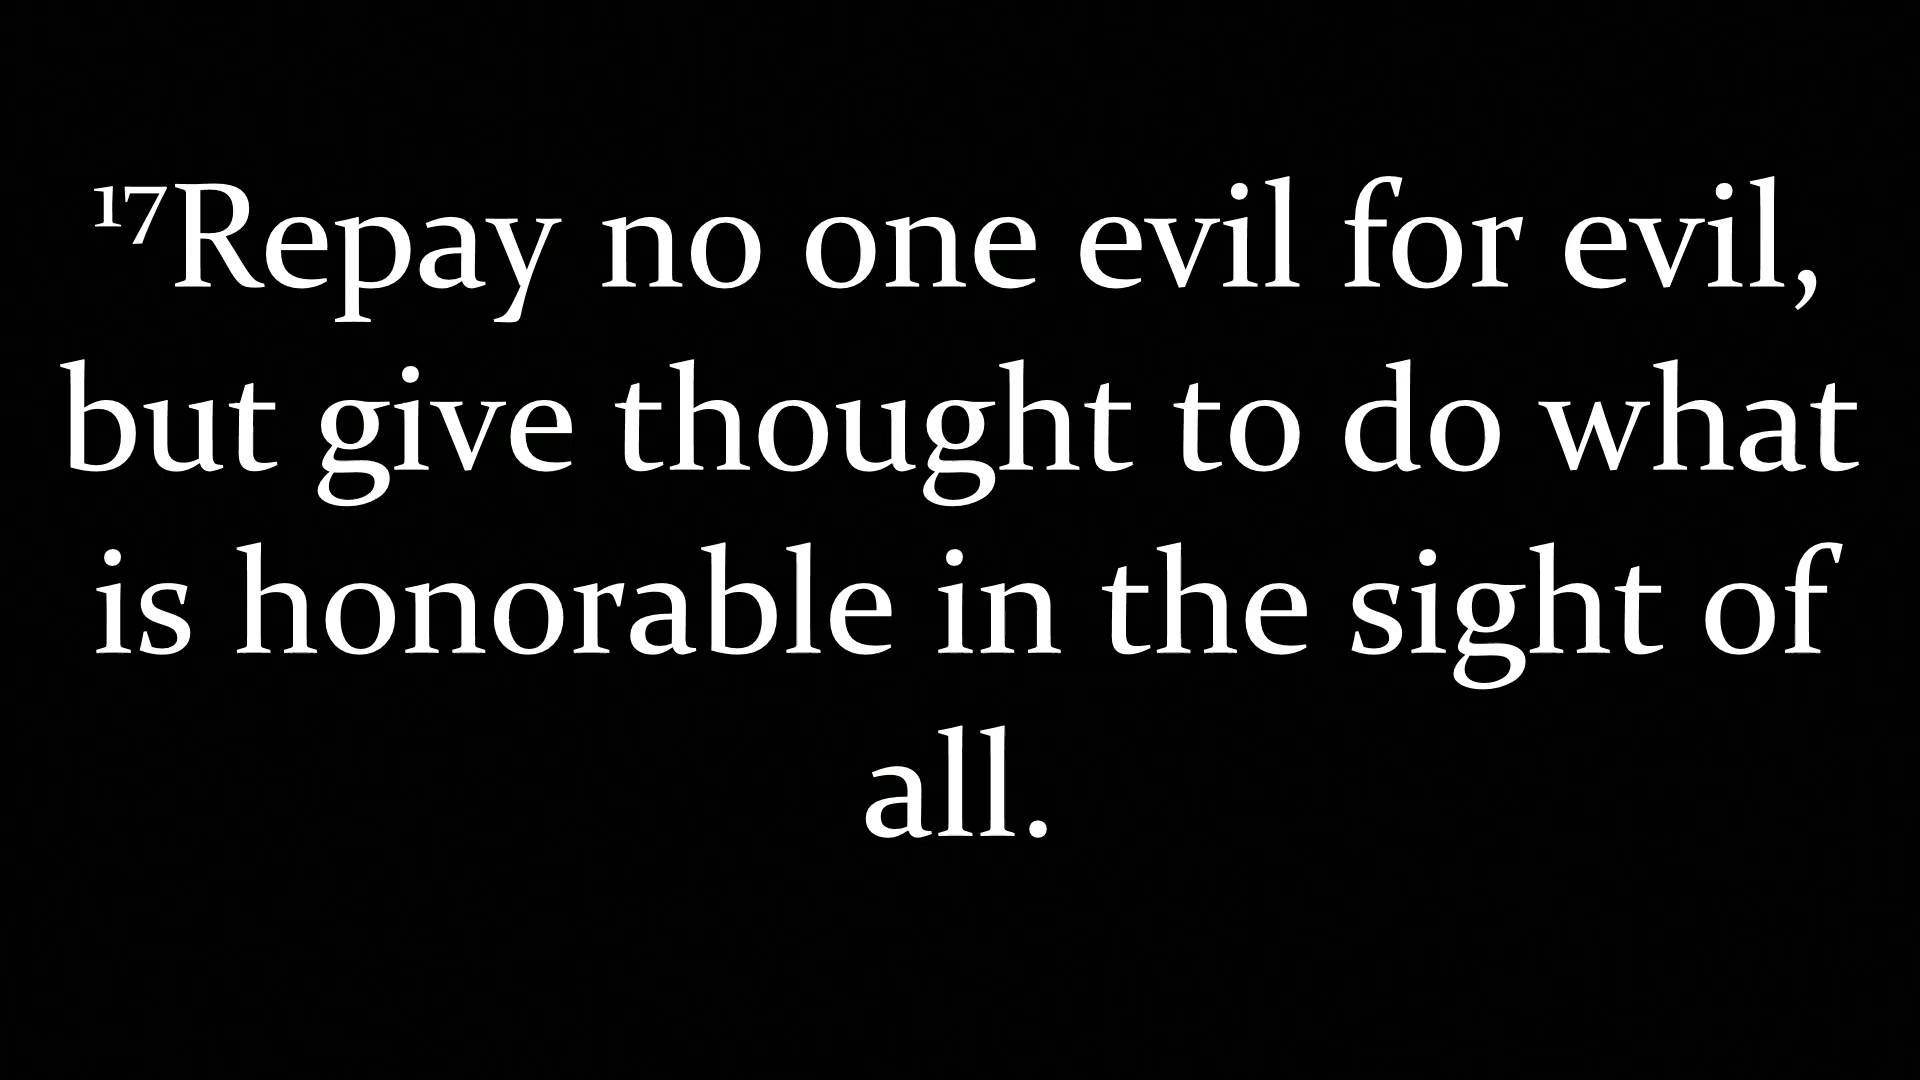 ¹⁷Repay no one evil for evil,
but give thought to do what
is honorable in the sight of
all.